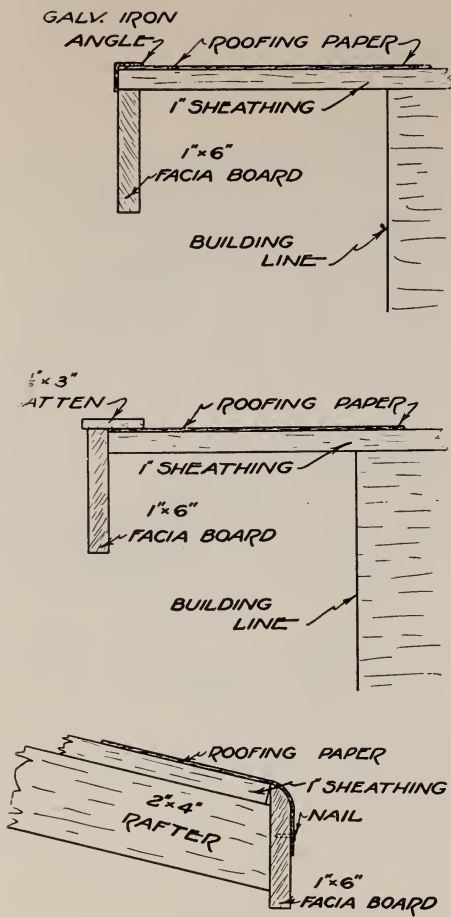 GALV. IRON
ANGLE
ROOFING PAPER
1" SHEATHING
1"×6"
FACIA BOARD
BUILDING
LINE
×3"
ROOFING PAPER
1" SHEATHING
1"×6"
FACIA BOARD
BUILDING
LINE
ROOFING PAPER
1" SHEATHING
2"×4"
RAFTER
NAIL
1"×6"
FACIA BOARD